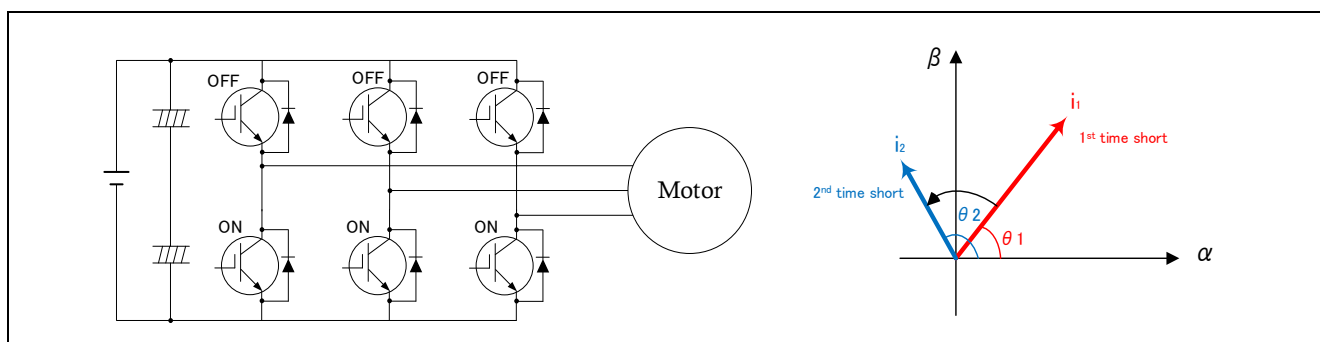 OFF OFF OFF
ON ON ON
Motor
β
i₁
1st time short
i₂
2nd time short
θ2
θ1
α